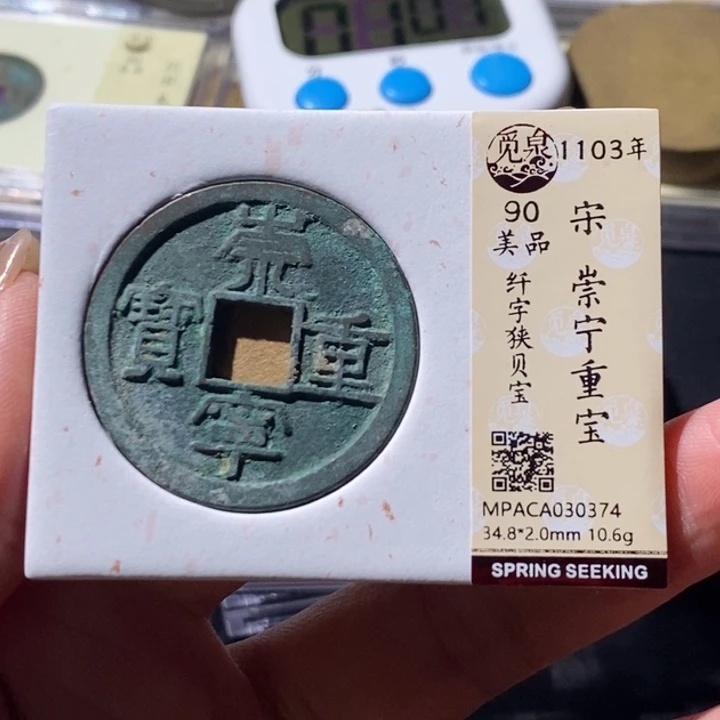 崇
重
寧
寶
觅泉
1103年
90
美品
宋 崇宁重宝
纤字狭贝宝
MPACA030374
34.8*2.0mm 10.6g
SPRING SEEKING